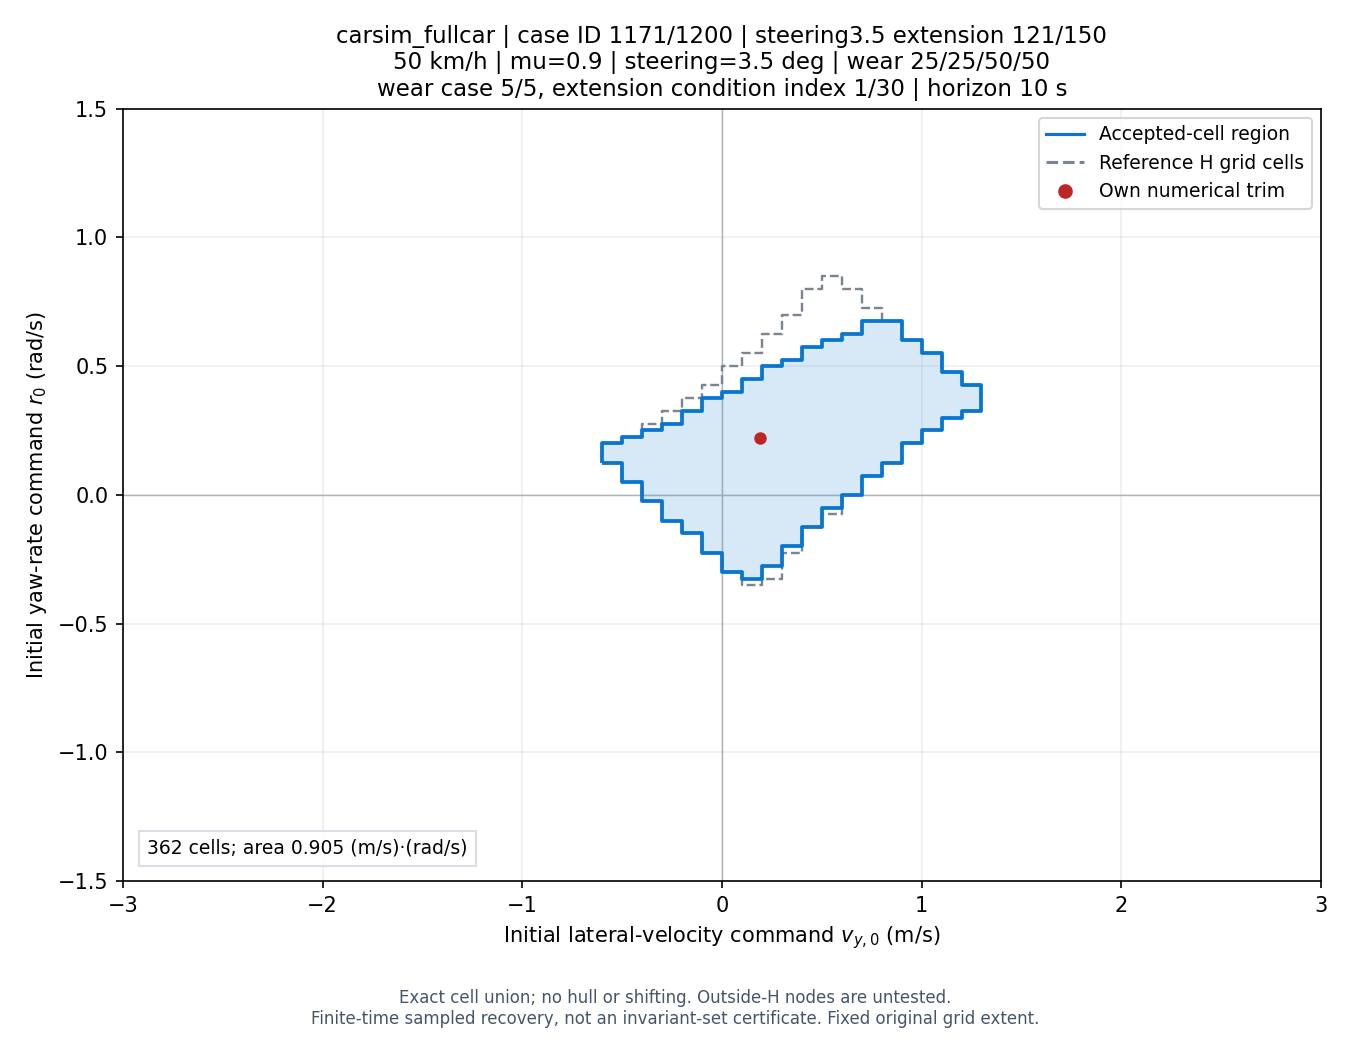 carsim_fullcar | case ID 1171/1200 | steering3.5 extension 121/150
50 km/h | mu=0.9 | steering=3.5 deg | wear 25/25/50/50
wear case 5/5, extension condition index 1/30 | horizon 10 s
Accepted-cell region
Reference H grid cells
Own numerical trim
1.5
1.0
0.5
0.0
−0.5
−1.0
−1.5
Initial yaw-rate command r₀ (rad/s)
362 cells; area 0.905 (m/s)·(rad/s)
−3
−2
−1
0
1
2
3
Initial lateral-velocity command v_{y,0} (m/s)
Exact cell union; no hull or shifting. Outside-H nodes are untested.
Finite-time sampled recovery, not an invariant-set certificate. Fixed original grid extent.